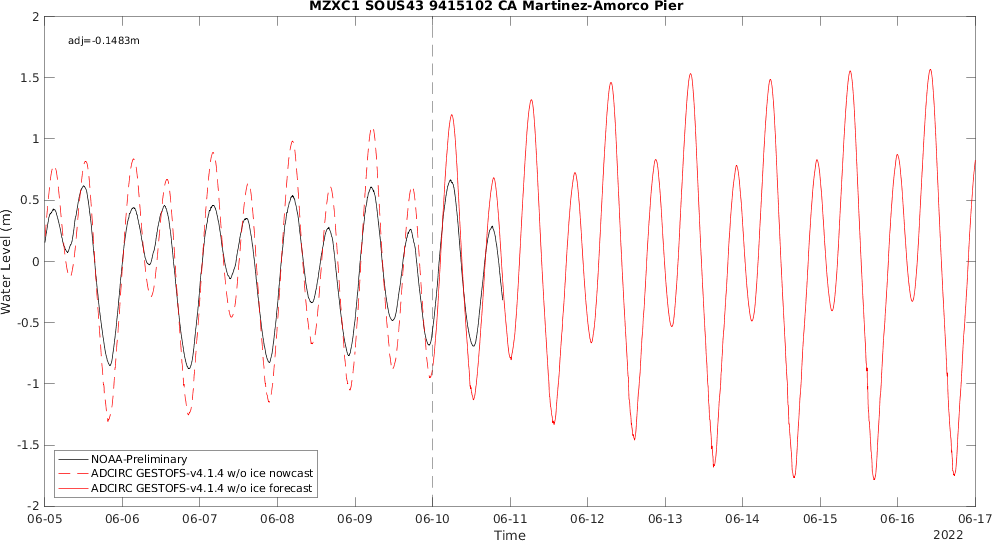 MZXC1 SOUS43 9415102 CA Martinez-Amorco Pier
adj=-0.1483m
2
1.5
1
0.5
0
-0.5
-1
-1.5
-2
Water Level (m)
NOAA-Preliminary
ADCIRC GESTOFS-v4.1.4 w/o ice nowcast
ADCIRC GESTOFS-v4.1.4 w/o ice forecast
06-05 06-06 06-07 06-08 06-09 06-10 06-11 06-12 06-13 06-14 06-15 06-16 06-17
Time
2022